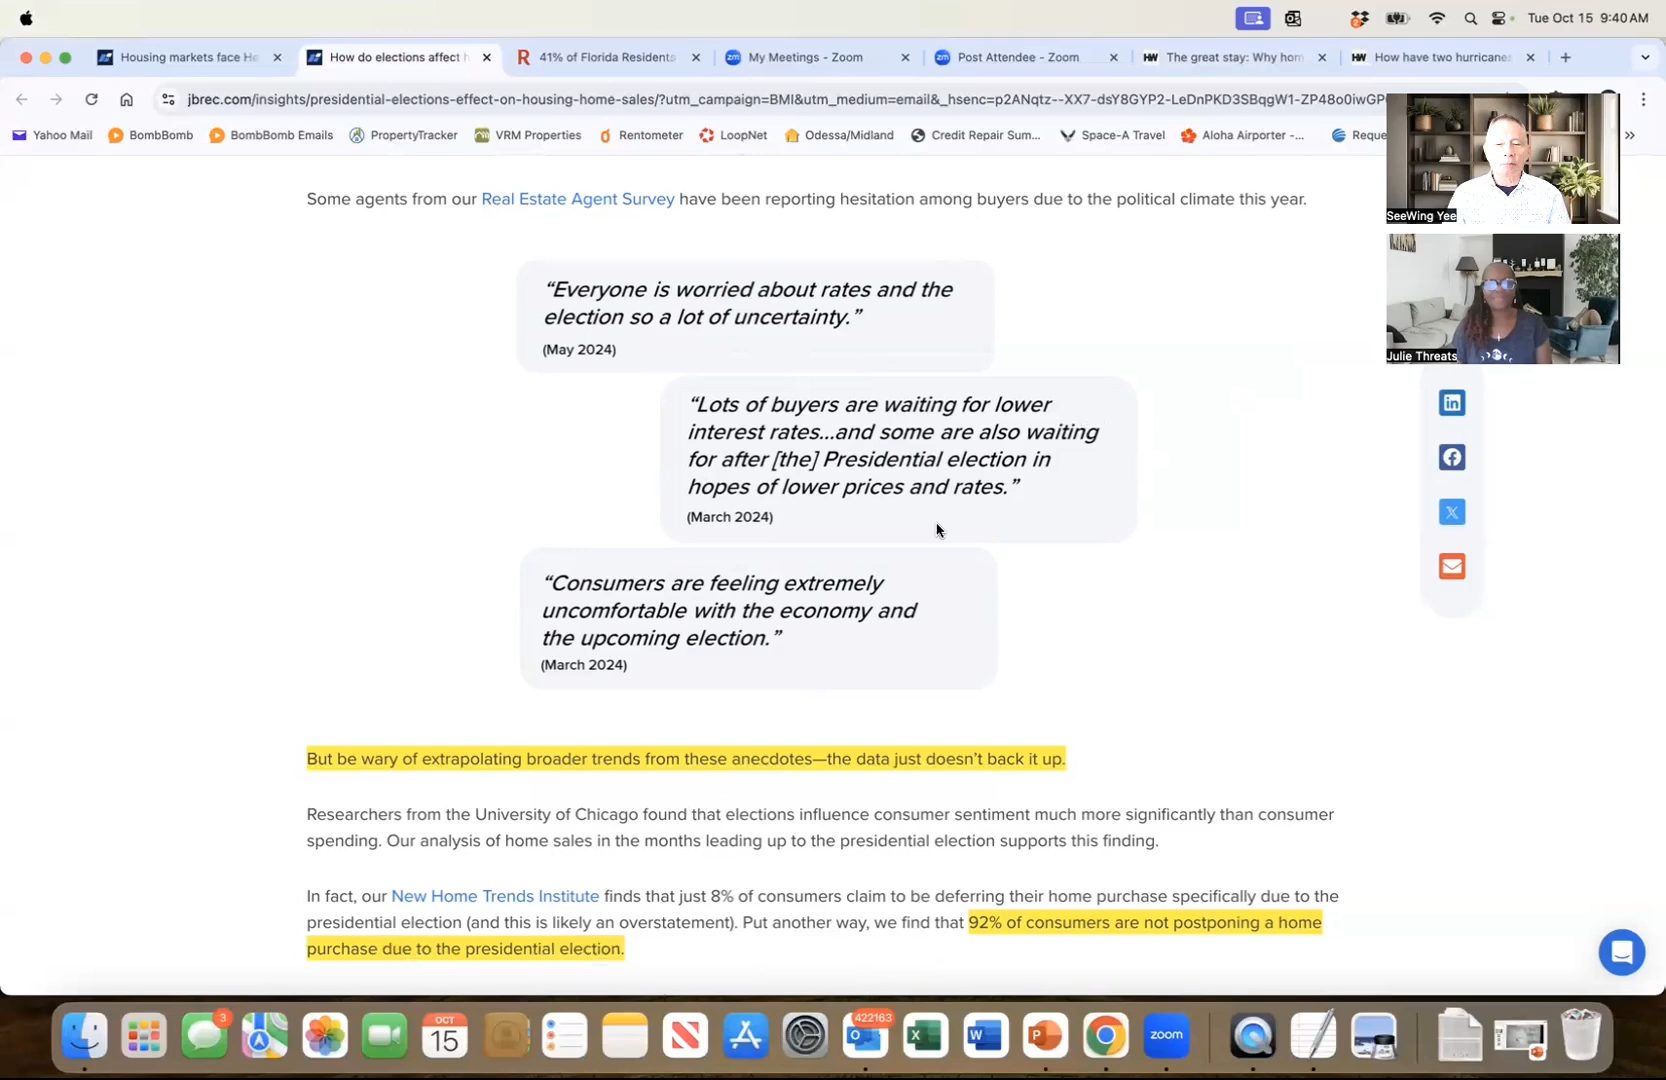 Tue Oct 15 9:40 AM
Housing markets face He
How do elections affect h
41% of Florida Residents
My Meetings - Zoom
Post Attendee - Zoom
The great stay: Why hom
How have two hurricanes
jbrec.com/insights/presidential-elections-effect-on-housing-home-sales/?utm_campaign=BMI&utm_medium=email&_hsenc=p2ANqtz--XX7-dsY8GYP2-LeDnPKD3SBqgW1-ZP48o0iwGP
Yahoo Mail
BombBomb
BombBomb Emails
PropertyTracker
VRM Properties
Rentometer
LoopNet
Odessa/Midland
Credit Repair Sum...
Space-A Travel
Aloha Airporter -...
Reque
SeeWing Yee
Julie Threats
Some agents from our Real Estate Agent Survey have been reporting hesitation among buyers due to the political climate this year.
“Everyone is worried about rates and the
election so a lot of uncertainty.”
(May 2024)
“Lots of buyers are waiting for lower
interest rates...and some are also waiting
for after [the] Presidential election in
hopes of lower prices and rates.”
(March 2024)
“Consumers are feeling extremely
uncomfortable with the economy and
the upcoming election.”
(March 2024)
But be wary of extrapolating broader trends from these anecdotes—the data just doesn’t back it up.
Researchers from the University of Chicago found that elections influence consumer sentiment much more significantly than consumer
spending. Our analysis of home sales in the months leading up to the presidential election supports this finding.
In fact, our New Home Trends Institute finds that just 8% of consumers claim to be deferring their home purchase specifically due to the
presidential election (and this is likely an overstatement). Put another way, we find that 92% of consumers are not postponing a home
purchase due to the presidential election.
3
OCT
15
422163
zoom